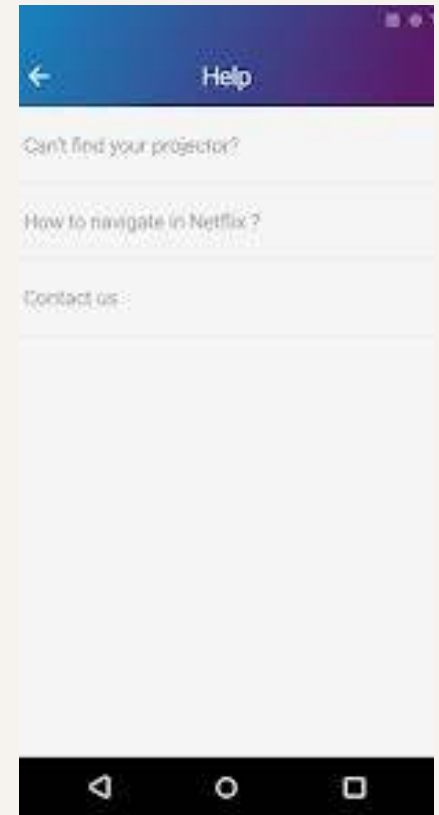 Help
Can't find your projector?
How to navigate in Netflix ?
Contact us